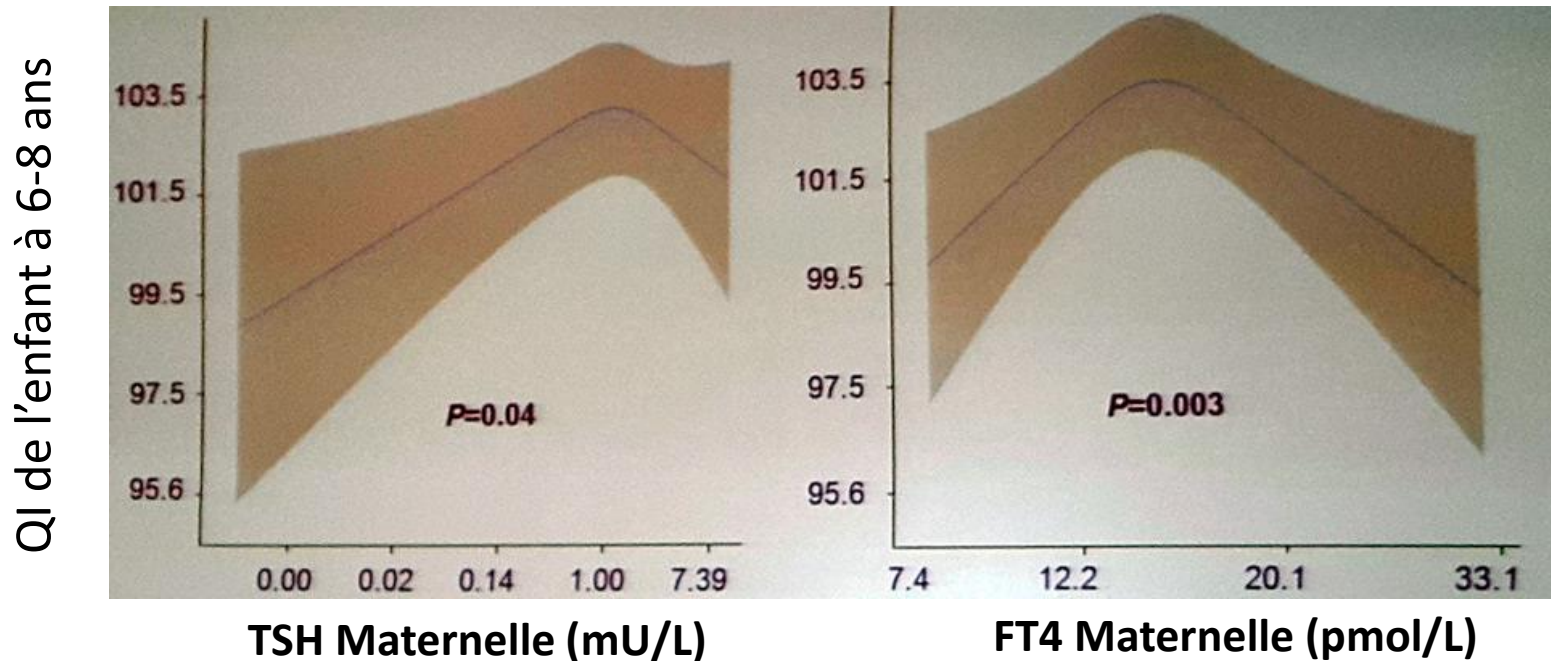 QI de l'enfant à 6-8 ans
103.5
101.5
99.5
97.5
95.6
P=0.04
0.00 0.02 0.14 1.00 7.39
TSH Maternelle (mU/L)
103.5
101.5
99.5
97.5
95.6
P=0.003
7.4 12.2 20.1 33.1
FT4 Maternelle (pmol/L)